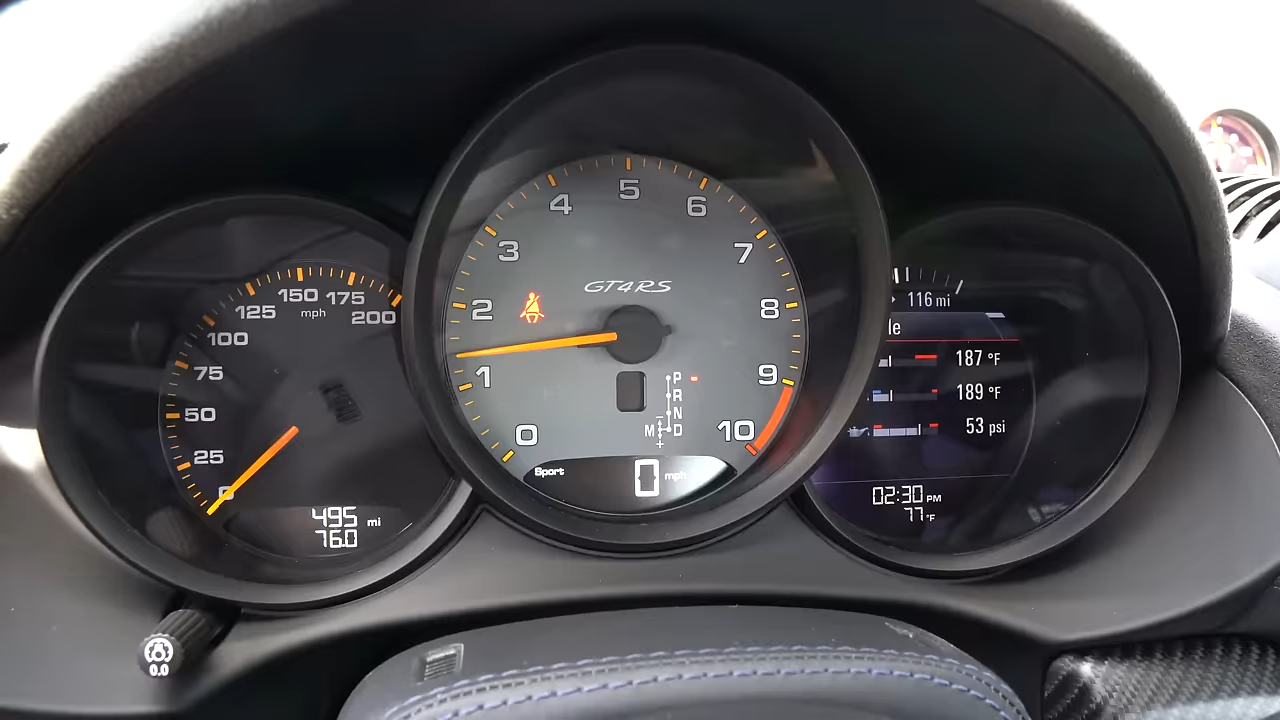 0
25
50
75
100
125
150
175
200
mph
495 mi
76.0
0.0
0
1
2
3
4
5
6
7
8
9
10
GT4RS
P
R
N
M D
+
Sport
0 mph
116 mi
le
187 °F
189 °F
53 psi
02:30 PM
77 °F